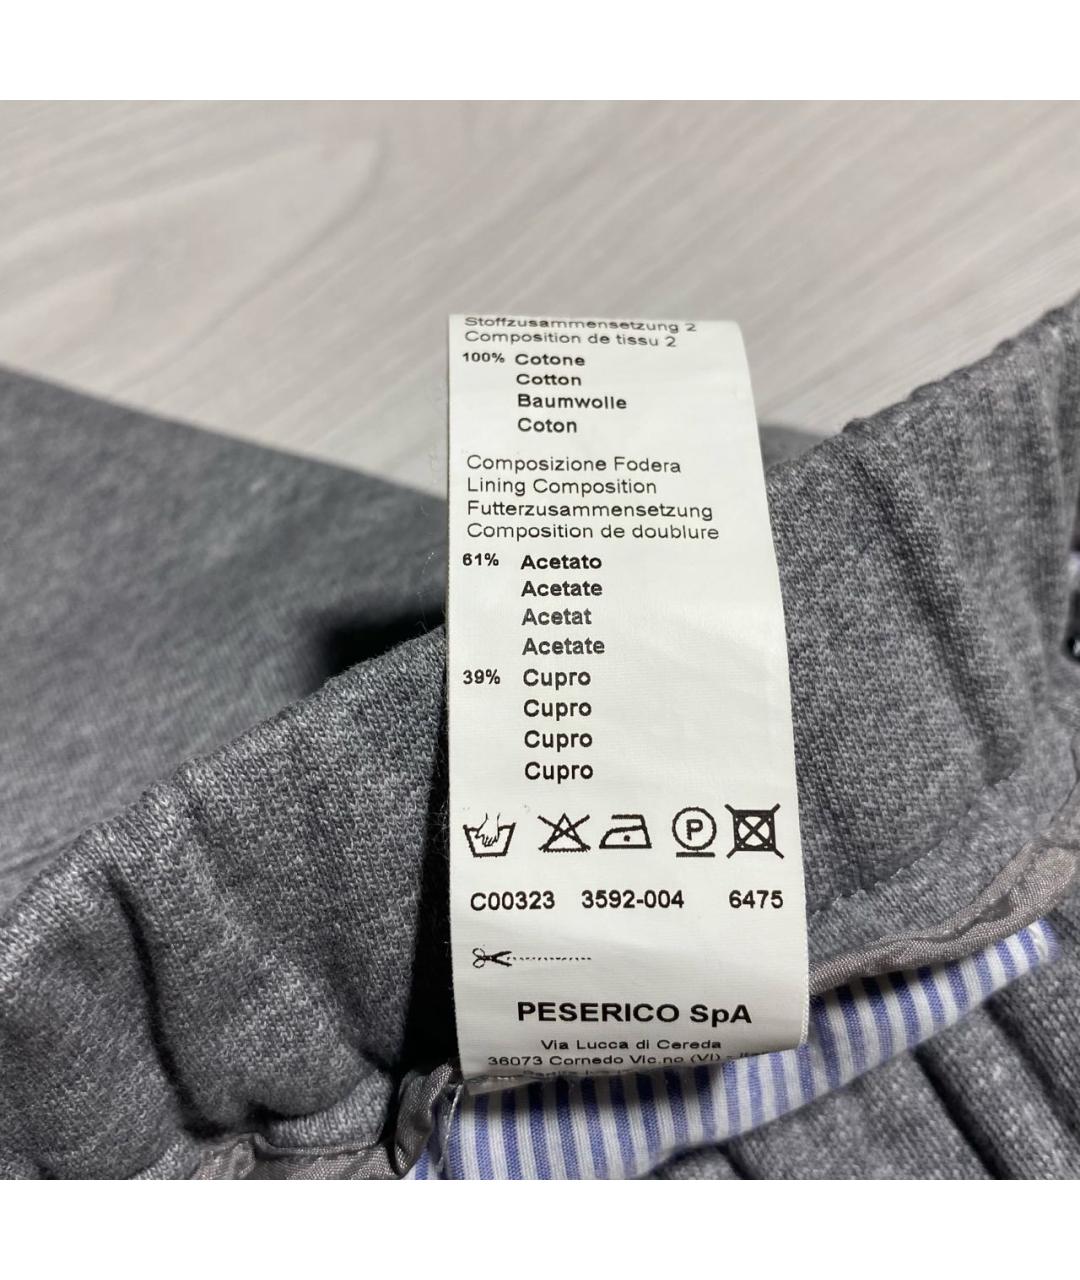 Stoffzusammensetzung 2
Composition de tissu 2
100% Cotone
Cotton
Baumwolle
Coton
Composizione Fodera
Lining Composition
Futterzusammensetzung
Composition de doublure
61% Acetato
Acetate
Acetat
Acetate
39% Cupro
Cupro
Cupro
Cupro
P
C00323 3592-004 6475
PESERICO SpA
Via Lucca di Cereda
36073 Cornedo Vic.no (VI) -